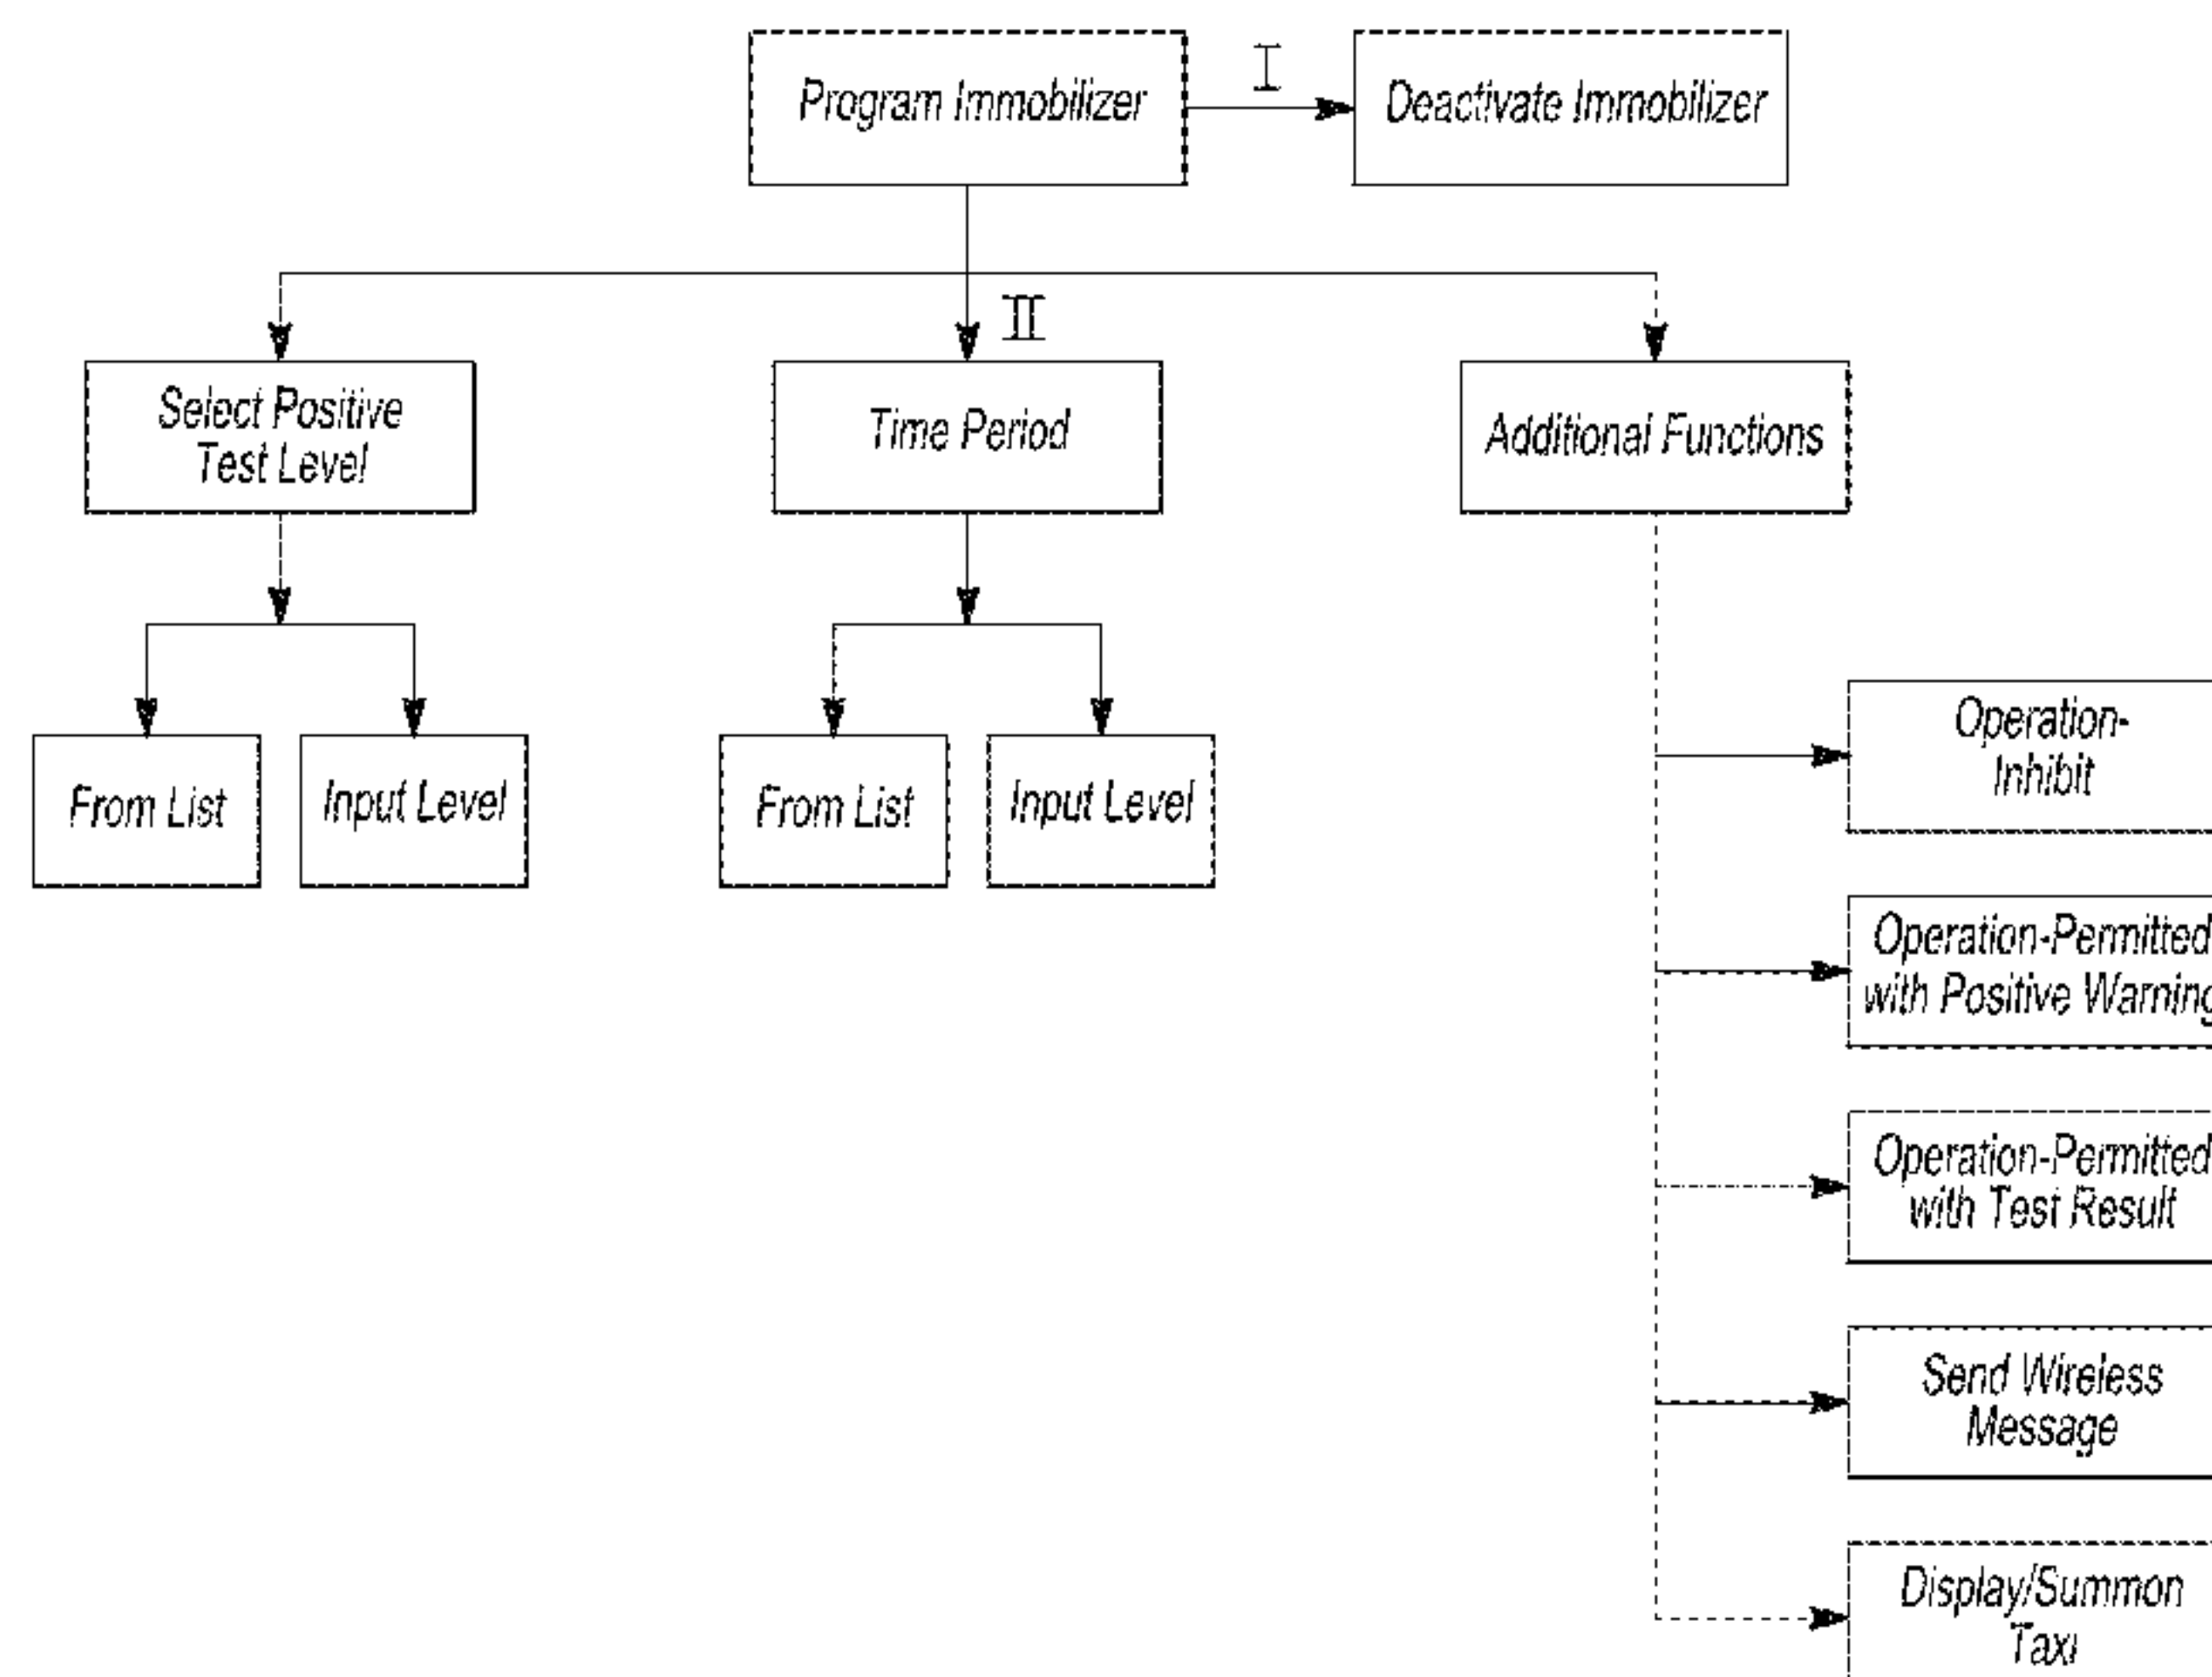 Program Immobilizer
I
Deactivate Immobilizer
II
Select Positive
Test Level
Time Period
Additional Functions
From List
Input Level
From List
Input Level
Operation-
Inhibit
Operation-Permitted
with Positive Warning
Operation-Permitted
with Test Result
Send Wireless
Message
Display/Summon
Taxi